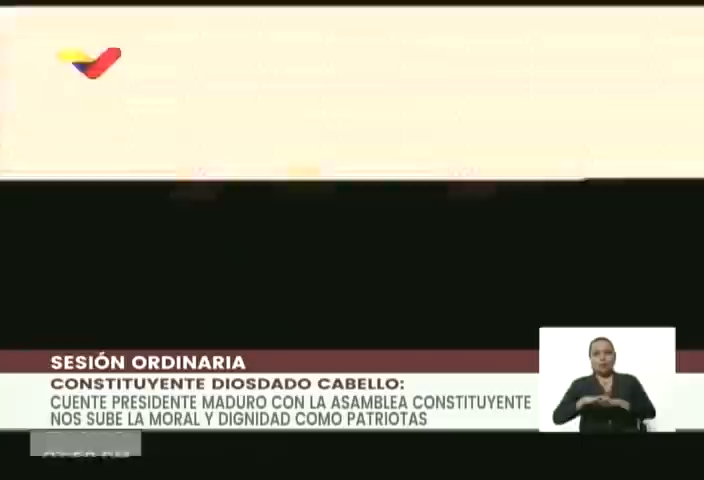 SESIÓN ORDINARIA
CONSTITUYENTE DIOSDADO CABELLO:
CUENTE PRESIDENTE MADURO CON LA ASAMBLEA CONSTITUYENTE
NOS SUBE LA MORAL Y DIGNIDAD COMO PATRIOTAS